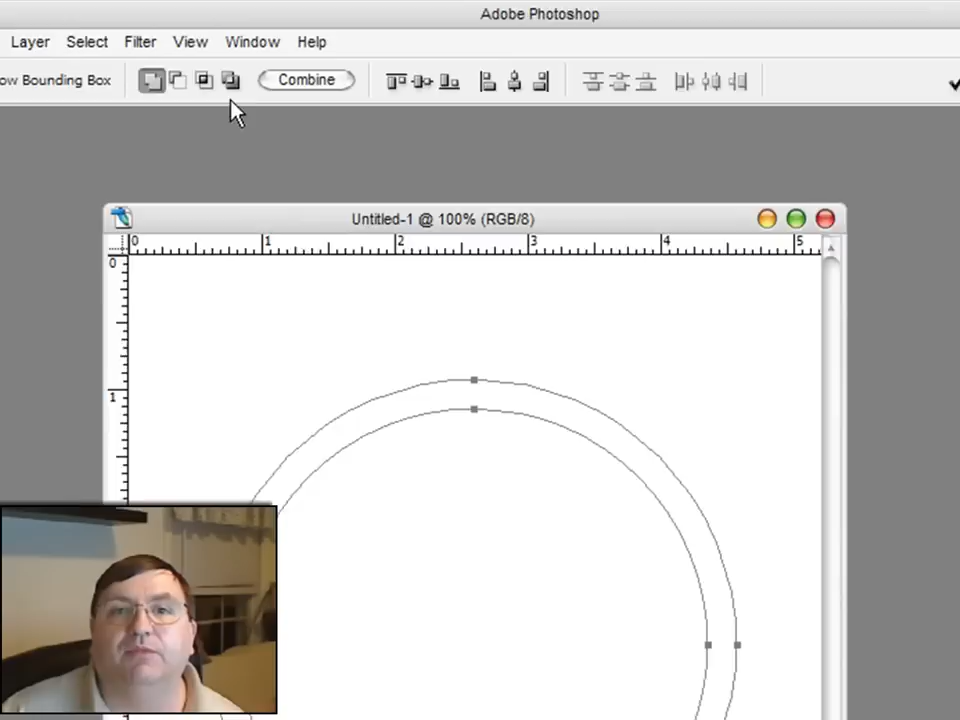 Adobe Photoshop
Layer Select Filter View Window Help
ow Bounding Box Combine
Untitled-1 @ 100% (RGB/8)
0 1 2 3 4 5
0
1